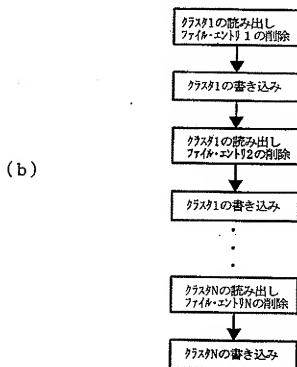 クラスタ1の読み出し
ファイル・エントリ1の削除
クラスタ1の書き込み
クラスタ1の読出し
ファイル・エントリ2の削除
(b)
クラスタ1の書き込み
クラスタNの読出し
ファイル・エントリNの削除
クラスタNの書き込み